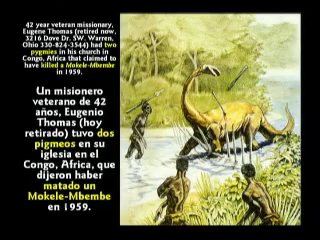 42 year veteran missionary,
Eugene Thomas (retired now,
3216 Dove Dr. SW. Warren,
Ohio 330-824-3544) had two
pygmies in his church in
Congo, Africa that claimed to
have killed a Mokele-Mbembe
in 1959.
Un misionero
veterano de 42
años, Eugenio
Thomas (hoy
retirado) tuvo dos
pigmeos en su
iglesia en el
Congo, Africa, que
dijeron haber
matado un
Mokele-Mbembe
en 1959.